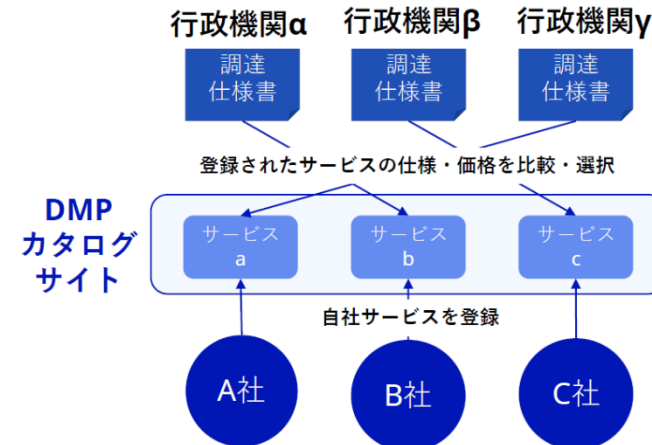 行政機関α
行政機関β
行政機関γ
調達
仕様書
調達
仕様書
調達
仕様書
登録されたサービスの仕様・価格を比較・選択
DMP
カタログ
サイト
サービス
a
サービス
b
サービス
c
自社サービスを登録
A社
B社
C社